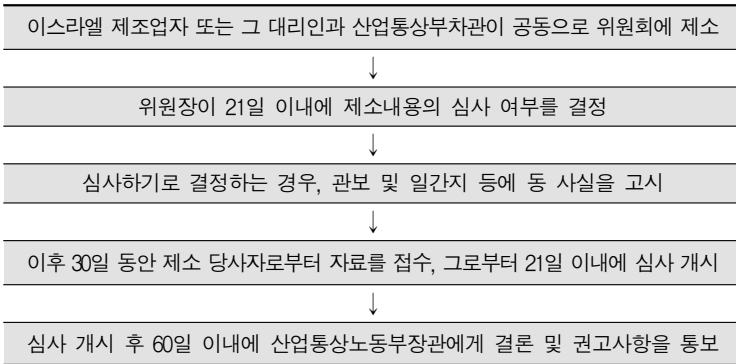 이스라엘 제조업자 또는 그 대리인과 산업통상부차관이 공동으로 위원회에 제소
↓
위원장이 21일 이내에 제소내용의 심사 여부를 결정
↓
심사하기로 결정하는 경우, 관보 및 일간지 등에 동 사실을 고시
↓
이후 30일 동안 제소 당사자로부터 자료를 접수, 그로부터 21일 이내에 심사 개시
↓
심사 개시 후 60일 이내에 산업통상노동부장관에게 결론 및 권고사항을 통보